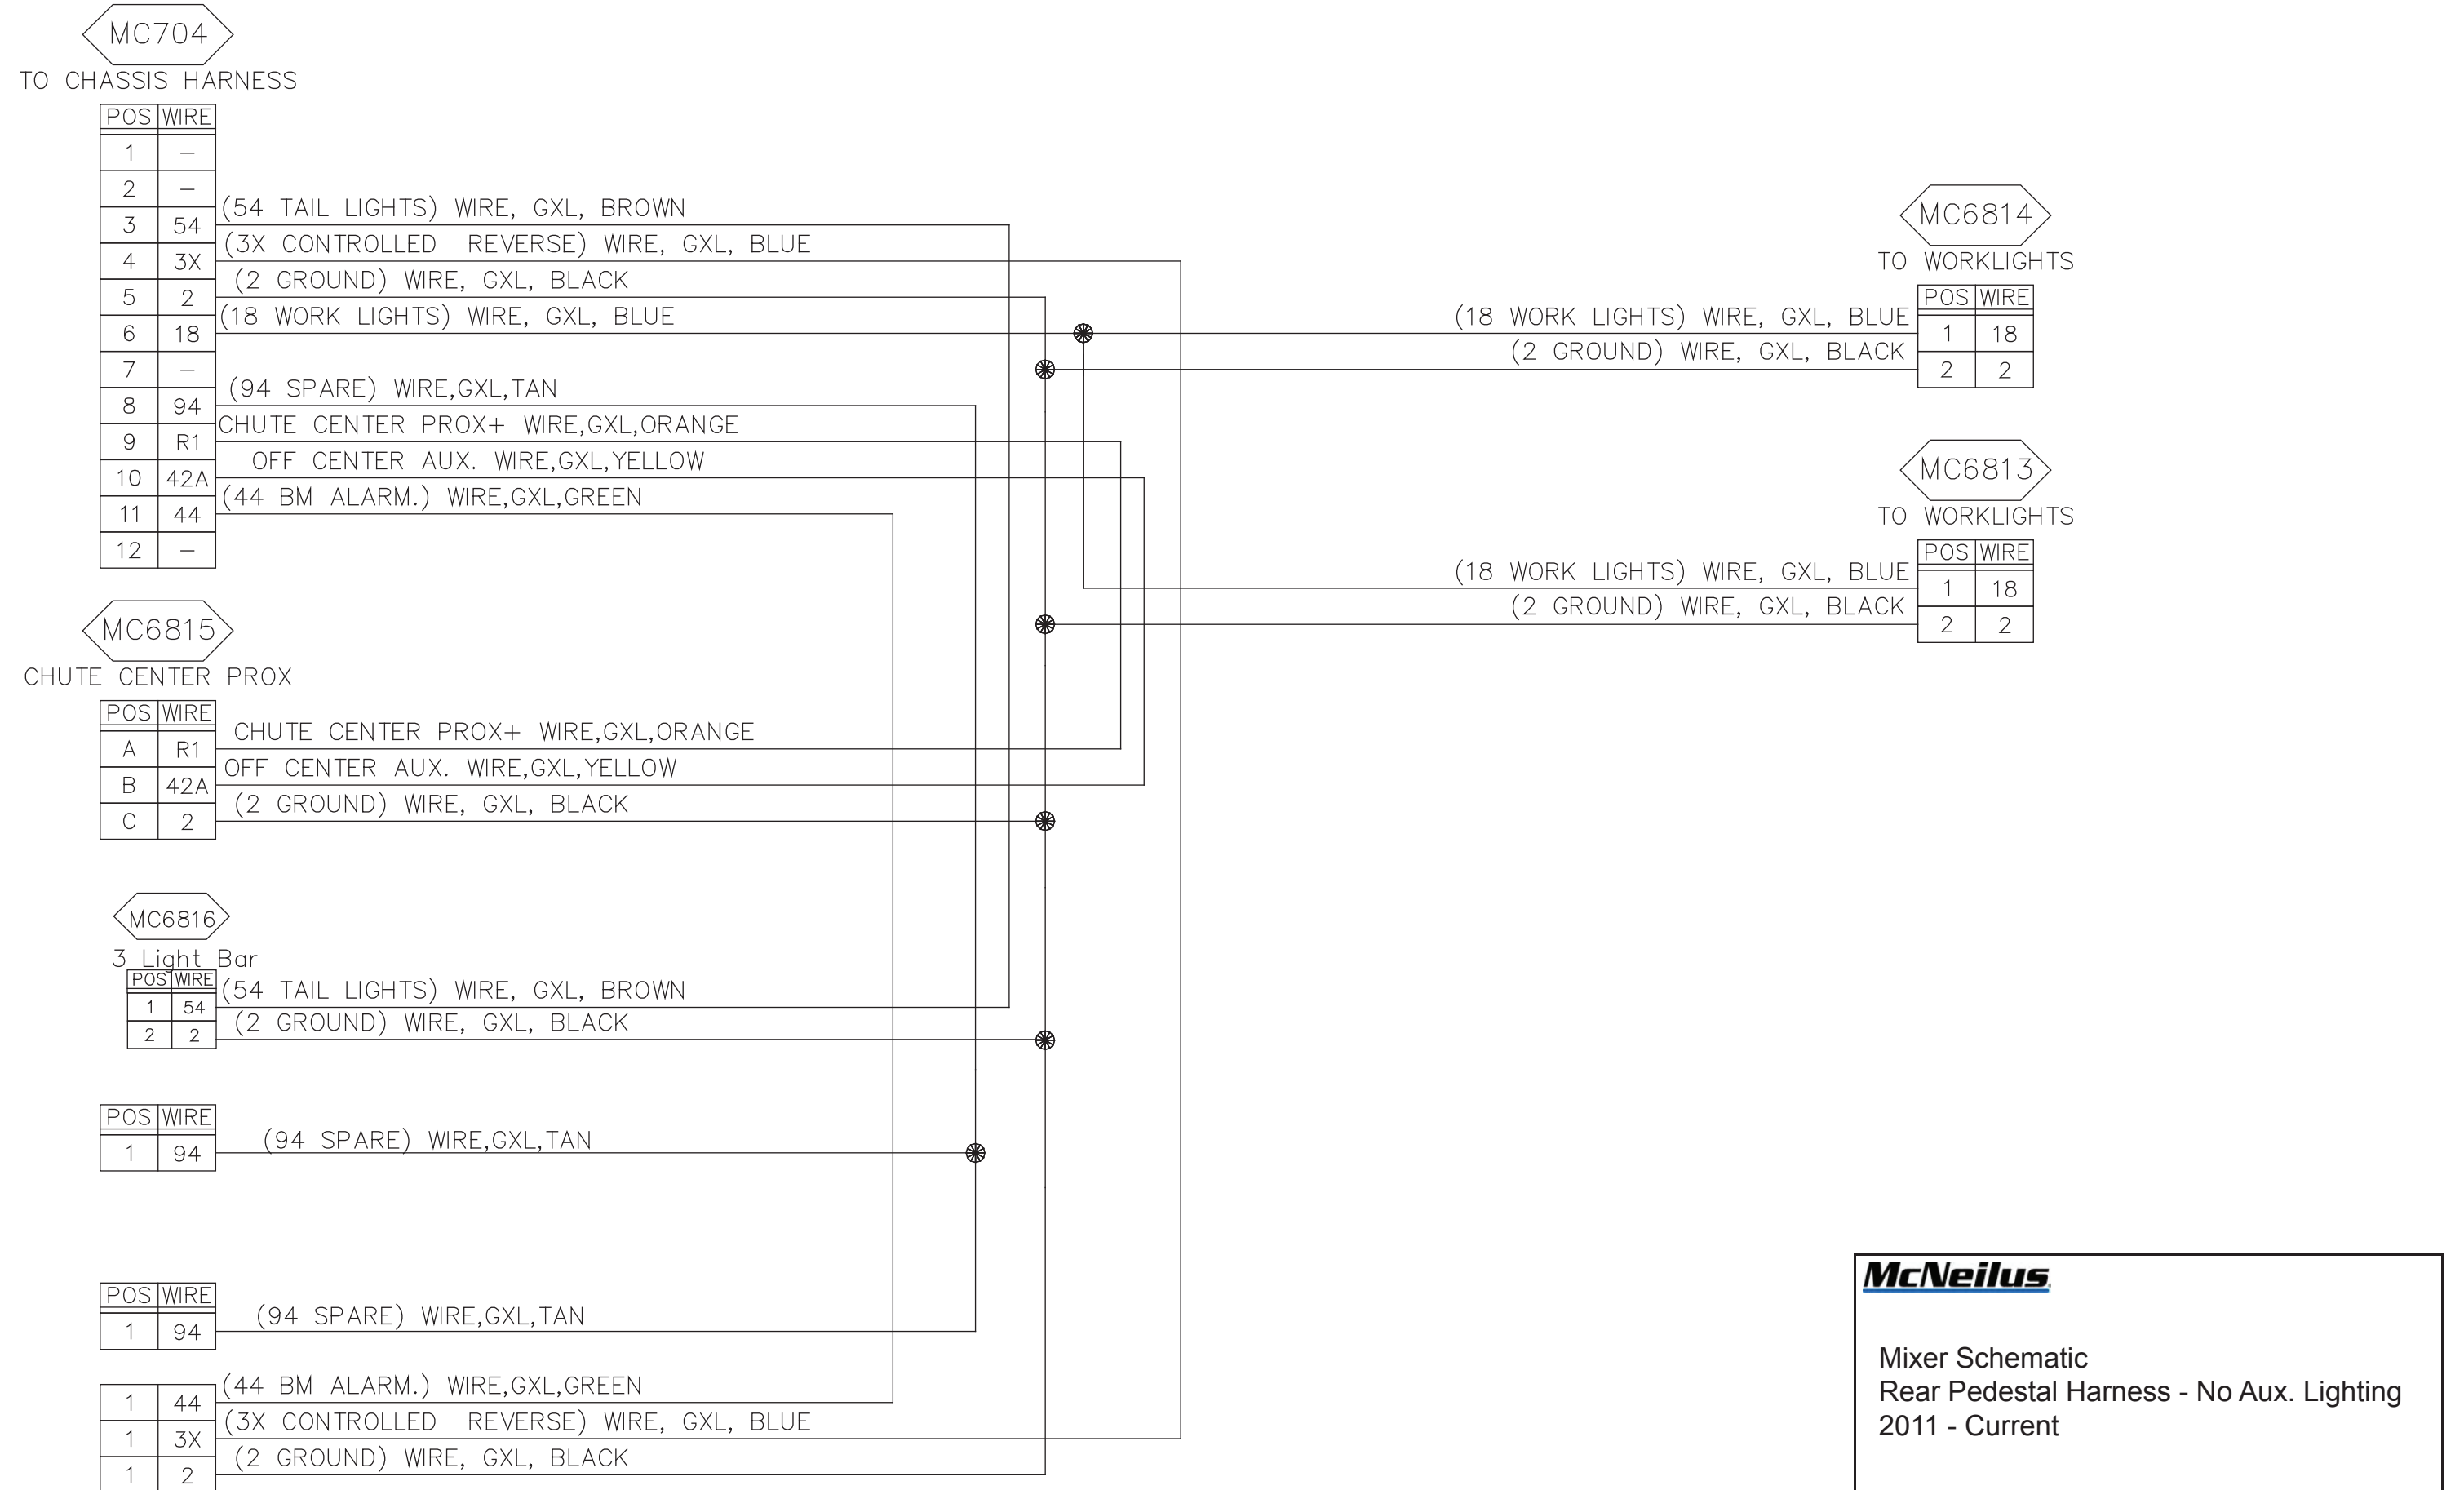 MC704
TO CHASSIS HARNESS
POS WIRE
1 –
2 –
3 54 (54 TAIL LIGHTS) WIRE, GXL, BROWN
4 3X (3X CONTROLLED REVERSE) WIRE, GXL, BLUE
5 2 (2 GROUND) WIRE, GXL, BLACK
6 18 (18 WORK LIGHTS) WIRE, GXL, BLUE
7 –
8 94 (94 SPARE) WIRE,GXL,TAN
9 R1 CHUTE CENTER PROX+ WIRE,GXL,ORANGE
10 42A OFF CENTER AUX. WIRE,GXL,YELLOW
11 44 (44 BM ALARM.) WIRE,GXL,GREEN
12 –
MC6814
TO WORKLIGHTS
POS WIRE
(18 WORK LIGHTS) WIRE, GXL, BLUE 1 18
(2 GROUND) WIRE, GXL, BLACK 2 2
MC6813
TO WORKLIGHTS
POS WIRE
(18 WORK LIGHTS) WIRE, GXL, BLUE 1 18
(2 GROUND) WIRE, GXL, BLACK 2 2
MC6815
CHUTE CENTER PROX
POS WIRE
A R1 CHUTE CENTER PROX+ WIRE,GXL,ORANGE
B 42A OFF CENTER AUX. WIRE,GXL,YELLOW
C 2 (2 GROUND) WIRE, GXL, BLACK
MC6816
3 Light Bar
POS WIRE
1 54 (54 TAIL LIGHTS) WIRE, GXL, BROWN
2 2 (2 GROUND) WIRE, GXL, BLACK
POS WIRE
1 94 (94 SPARE) WIRE,GXL,TAN
POS WIRE
1 94 (94 SPARE) WIRE,GXL,TAN
1 44 (44 BM ALARM.) WIRE,GXL,GREEN
1 3X (3X CONTROLLED REVERSE) WIRE, GXL, BLUE
1 2 (2 GROUND) WIRE, GXL, BLACK
McNeilus
Mixer Schematic
Rear Pedestal Harness - No Aux. Lighting
2011 - Current